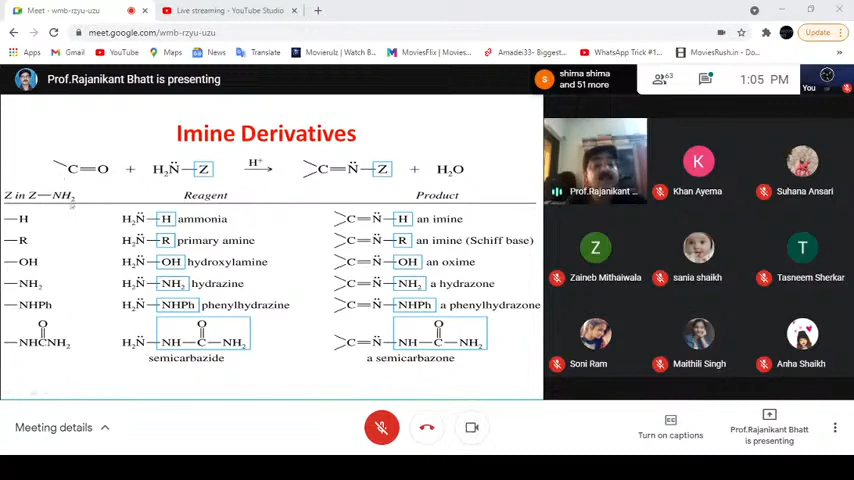 Meet - wmb-rzyu-uzu
Live streaming - YouTube Studio
meet.google.com/wmb-rzyu-uzu
Update
Apps
Gmail
YouTube
Maps
News
Translate
Movierulz | Watch B...
MoviesFlix | Movies...
Amadei33- Biggest...
WhatsApp Trick #1...
MoviesRush.in - Do...
Prof.Rajanikant Bhatt is presenting
S
shima shima
and 51 more
63
1:05 PM
You
Imine Derivatives
C=O + H₂N̈—Z H⁺ → C=N̈—Z + H₂O
Z in Z—NH₂ Reagent Product
—H H₂N̈—H ammonia C=N̈—H an imine
—R H₂N̈—R primary amine C=N̈—R an imine (Schiff base)
—OH H₂N̈—OH hydroxylamine C=N̈—OH an oxime
—NH₂ H₂N̈—NH₂ hydrazine C=N̈—NH₂ a hydrazone
—NHPh H₂N̈—NHPh phenylhydrazine C=N̈—NHPh a phenylhydrazone
O O O
—NHCNH₂ H₂N̈—NH—C—NH₂ C=N̈—NH—C—NH₂
semicarbazide a semicarbazone
Prof.Rajanikant ...
K
Khan Ayema
Suhana Ansari
Z
Zaineb Mithaiwala
sania shaikh
T
Tasneem Sherkar
Soni Ram
Maithili Singh
Anha Shaikh
Meeting details
Turn on captions
Prof.Rajanikant Bhatt
is presenting